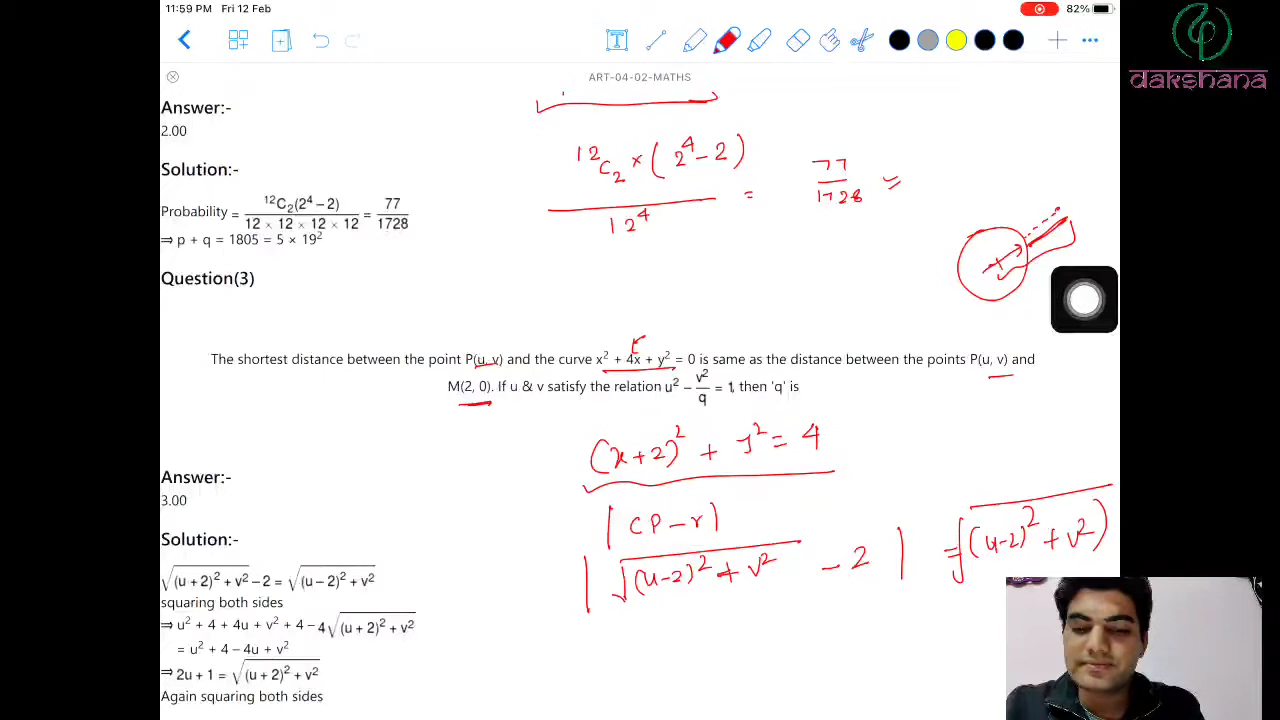 11:59 PM Fri 12 Feb
82%
dakshana
ART-04-02-MATHS
Answer:-
2.00
Solution:-
Probability = ¹²C₂(2⁴ − 2) / 12 × 12 × 12 × 12 = 77 / 1728
⇒ p + q = 1805 = 5 × 19²
¹²C₂ × (2⁴ − 2) / 12⁴ = 77 / 1728 =
Question(3)
The shortest distance between the point P(u, v) and the curve x² + 4x + y² = 0 is same as the distance between the points P(u, v) and
M(2, 0). If u & v satisfy the relation u² − v²/q = 1, then 'q' is
(x+2)² + y² = 4
|CP − r|
|√(u-2)² + v² − 2| = √(u-2)² + v²)
Answer:-
3.00
Solution:-
√(u + 2)² + v² − 2 = √(u − 2)² + v²
squaring both sides
⇒ u² + 4 + 4u + v² + 4 − 4√(u + 2)² + v²
= u² + 4 − 4u + v²
⇒ 2u + 1 = √(u + 2)² + v²
Again squaring both sides